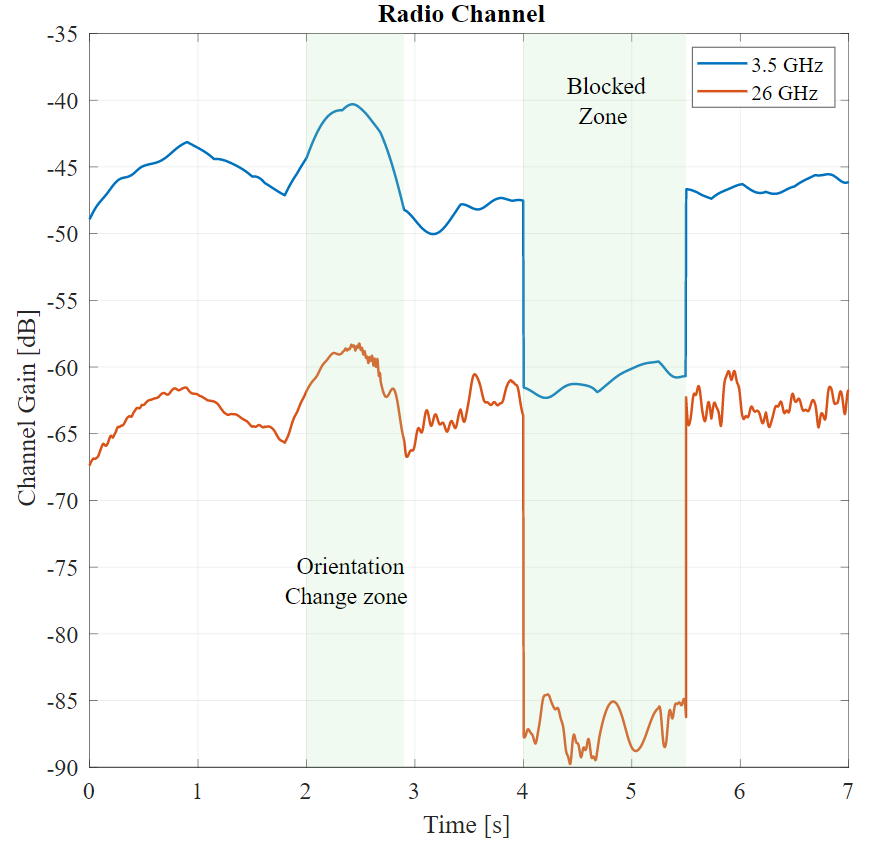 Radio Channel
-35
-40
-45
-50
-55
-60
-65
-70
-75
-80
-85
-90
Channel Gain [dB]
3.5 GHz
26 GHz
Blocked
Zone
Orientation
Change zone
0 1 2 3 4 5 6 7
Time [s]